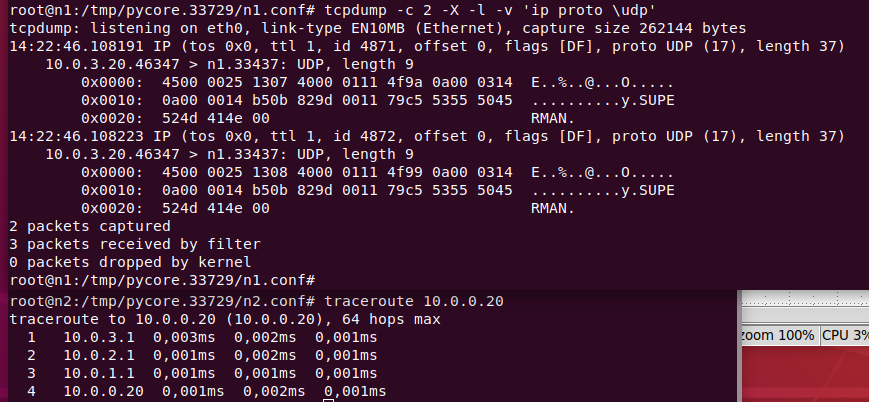 root@n1:/tmp/pycore.33729/n1.conf# tcpdump -c 2 -X -l -v 'ip proto \udp'
tcpdump: listening on eth0, link-type EN10MB (Ethernet), capture size 262144 bytes
14:22:46.108191 IP (tos 0x0, ttl 1, id 4871, offset 0, flags [DF], proto UDP (17), length 37)
    10.0.3.20.46347 > n1.33437: UDP, length 9
        0x0000:  4500 0025 1307 4000 0111 4f9a 0a00 0314  E..%..@...O.....
        0x0010:  0a00 0014 b50b 829d 0011 79c5 5355 5045  ..........y.SUPE
        0x0020:  524d 414e 00                             RMAN.
14:22:46.108223 IP (tos 0x0, ttl 1, id 4872, offset 0, flags [DF], proto UDP (17), length 37)
    10.0.3.20.46347 > n1.33437: UDP, length 9
        0x0000:  4500 0025 1308 4000 0111 4f99 0a00 0314  E..%..@...O.....
        0x0010:  0a00 0014 b50b 829d 0011 79c5 5355 5045  ..........y.SUPE
        0x0020:  524d 414e 00                             RMAN.
2 packets captured
3 packets received by filter
0 packets dropped by kernel
root@n1:/tmp/pycore.33729/n1.conf#
root@n2:/tmp/pycore.33729/n2.conf# traceroute 10.0.0.20
traceroute to 10.0.0.20 (10.0.0.20), 64 hops max
  1   10.0.3.1  0,003ms  0,002ms  0,001ms
  2   10.0.2.1  0,001ms  0,002ms  0,001ms
  3   10.0.1.1  0,001ms  0,001ms  0,001ms
  4   10.0.0.20  0,001ms  0,002ms  0,001ms
zoom 100% CPU 3%